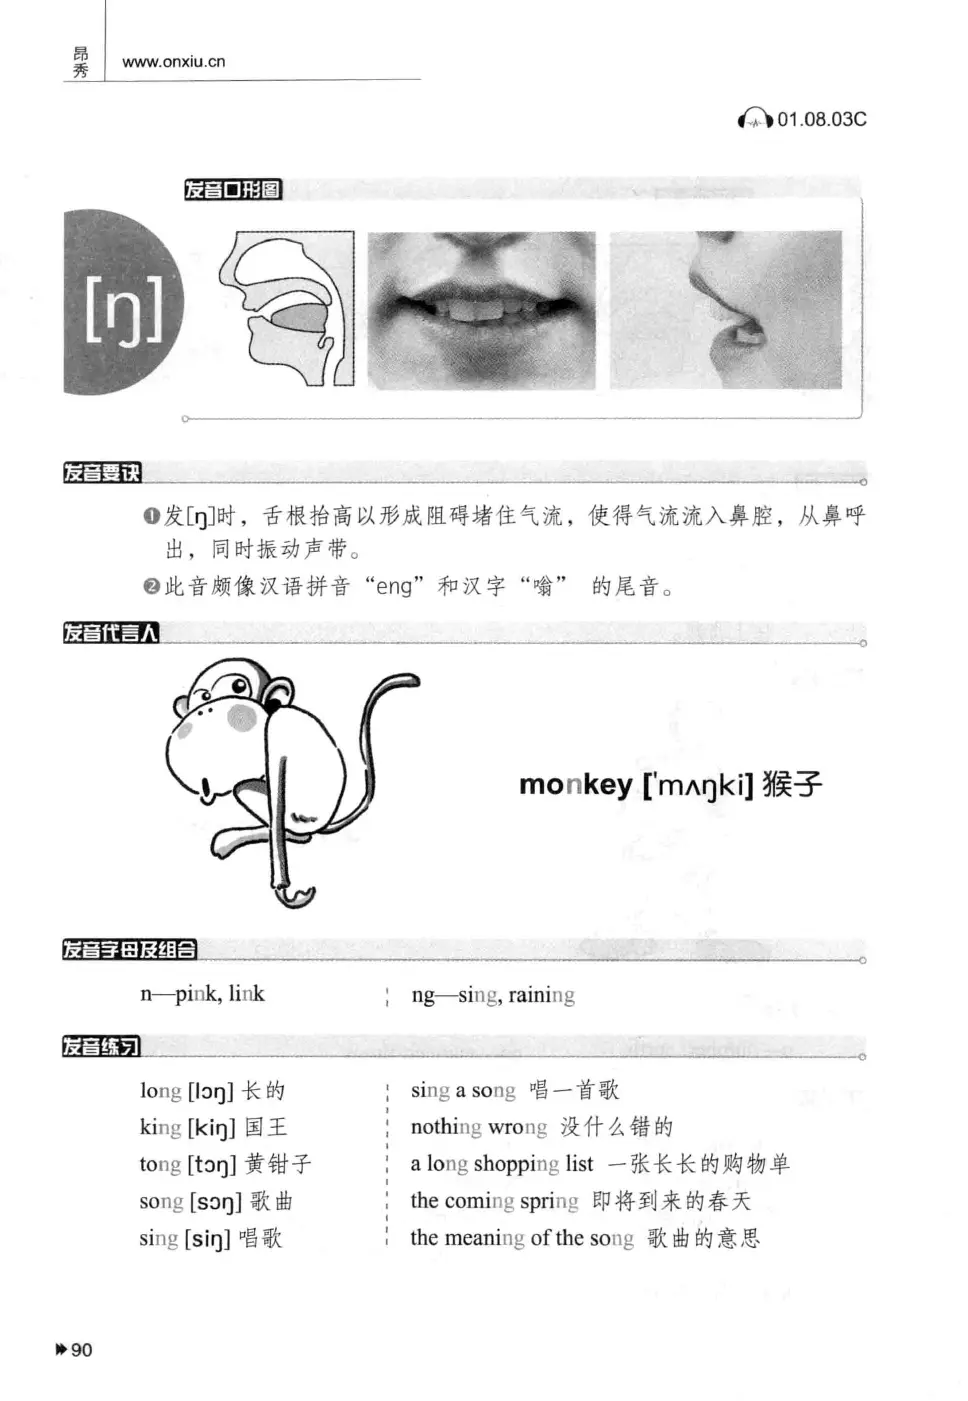 昂秀
www.onxiu.cn
01.08.03C
发音口形图
[ŋ]
发音要诀
❶发[ŋ]时，舌根抬高以形成阻碍堵住气流，使得气流流入鼻腔，从鼻呼
出，同时振动声带。
❷此音颇像汉语拼音“eng”和汉字“嗡” 的尾音。
发音代言人
monkey [ˈmʌŋki] 猴子
发音字母及组合
n—pink, link
ng—sing, raining
发音练习
long [lɔŋ] 长的
king [kiŋ] 国王
tong [tɔŋ] 黄钳子
song [sɔŋ] 歌曲
sing [siŋ] 唱歌
sing a song 唱一首歌
nothing wrong 没什么错的
a long shopping list 一张长长的购物单
the coming spring 即将到来的春天
the meaning of the song 歌曲的意思
90